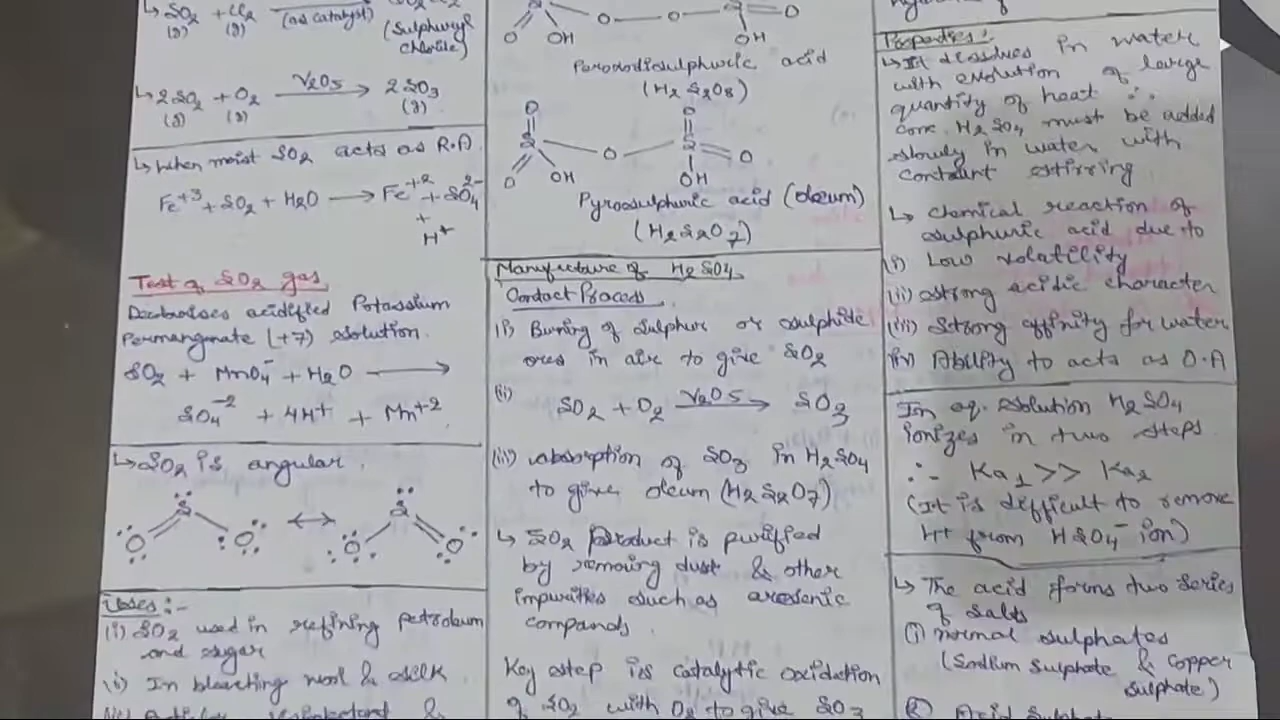 ↳ SO2 + Cl2 (as catalyst)
(g) (g) (Sulphuryl
chloride)
↳ 2SO2 + O2 V2O5 → 2SO3
(g) (g) (g)
↳ When moist SO2 acts as R.A
Fe+3 + SO2 + H2O → Fe+2 + SO4 2-
+
H+
Test of SO2 gas
acidified Potassium
Permanganate (+7) solution.
SO2 + MnO4- + H2O →
SO4-2 + 4H+ + Mn+2
↳ SO2 is angular.
S S
O O ↔ O O
Uses:-
(i) SO2 used in refining petroleum
and sugar
(ii) In bleaching wool & silk
&
O O O
O OH OH
acid
(H2S2O8)
O O
S O S O
O OH OH
Pyrosulphuric acid (oleum)
(H2S2O7)
Manufacture of H2SO4.
Contact Process
(i) Burning of sulphur or sulphide
ores in air to give SO2
(ii) SO2 + O2 V2O5 → SO3
(iii) absorption of SO3 in H2SO4
to give oleum (H2S2O7)
↳ SO2 product is purified
by removing dust & other
impurities such as
Key step is catalytic oxidation
of SO2 with O2 to give SO3
Properties:-
↳ It dissolves in water
with evolution of large
quantity of heat ∴
conc. H2SO4 must be added
slowly in water with
stirring
↳ Chemical reaction of
sulphuric acid due to
(i) Low volatility
(ii) strong acidic character
(iii) Strong affinity for water
(iv) Ability to acts as O.A
In aq. solution H2SO4
ionizes in two steps
∴ Ka1 >> Ka2
(It is difficult to remove
H+ from HSO4- ion)
↳ The acid forms two series
of salts
(i) normal sulphates
(Sodium sulphate & copper
sulphate)